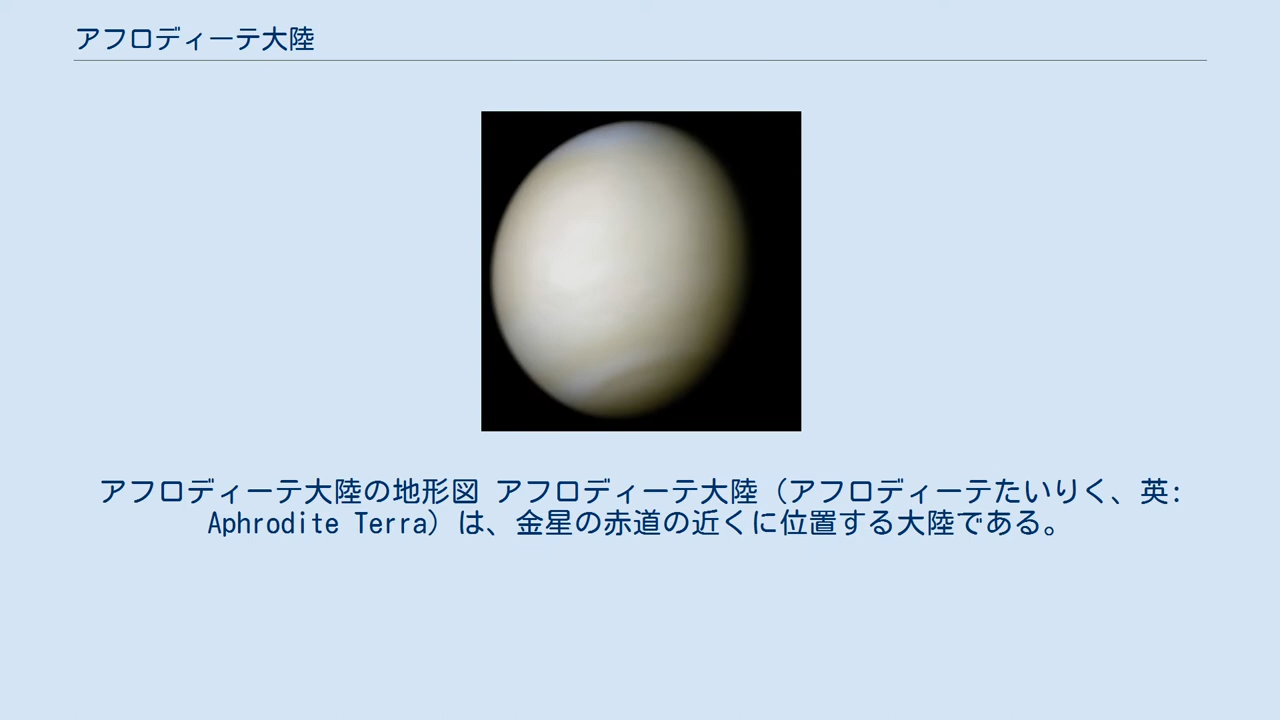 アフロディーテ大陸
アフロディーテ大陸の地形図 アフロディーテ大陸（アフロディーテたいりく、英:
Aphrodite Terra）は、金星の赤道の近くに位置する大陸である。